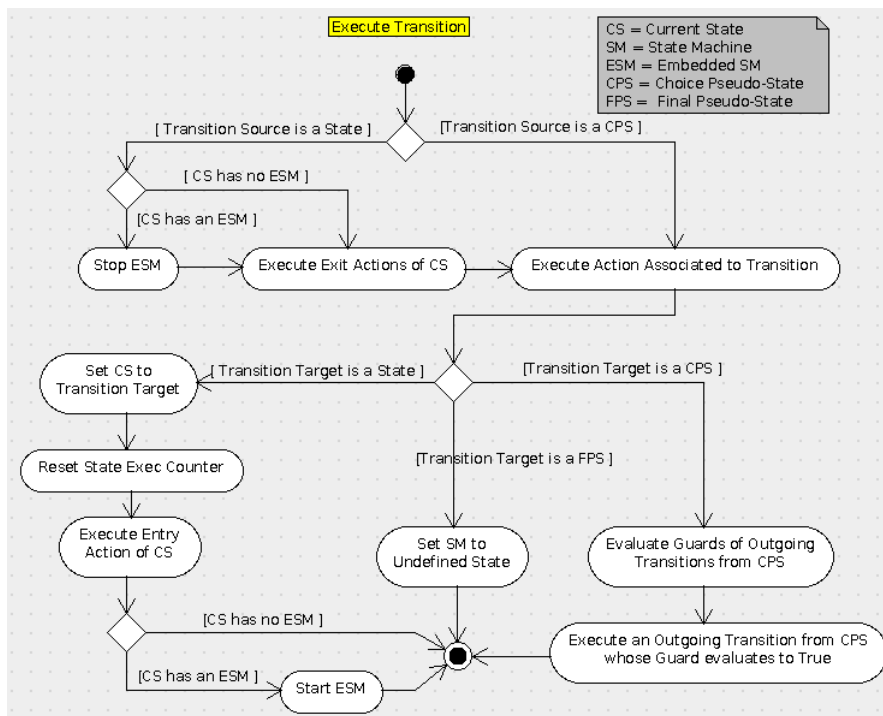 Execute Transition
CS = Current State
SM = State Machine
ESM = Embedded SM
CPS = Choice Pseudo-State
FPS = Final Pseudo-State
[ Transition Source is a State ]
[Transition Source is a CPS ]
[ CS has no ESM ]
[CS has an ESM ]
Stop ESM
Execute Exit Actions of CS
Execute Action Associated to Transition
Set CS to
Transition Target
[ Transition Target is a State ]
[Transition Target is a CPS ]
Reset State Exec Counter
[Transition Target is a FPS ]
Execute Entry
Action of CS
Set SM to
Undefined State
Evaluate Guards of Outgoing
Transitions from CPS
[CS has no ESM ]
Execute an Outgoing Transition from CPS
whose Guard evaluates to True
[CS has an ESM ]
Start ESM